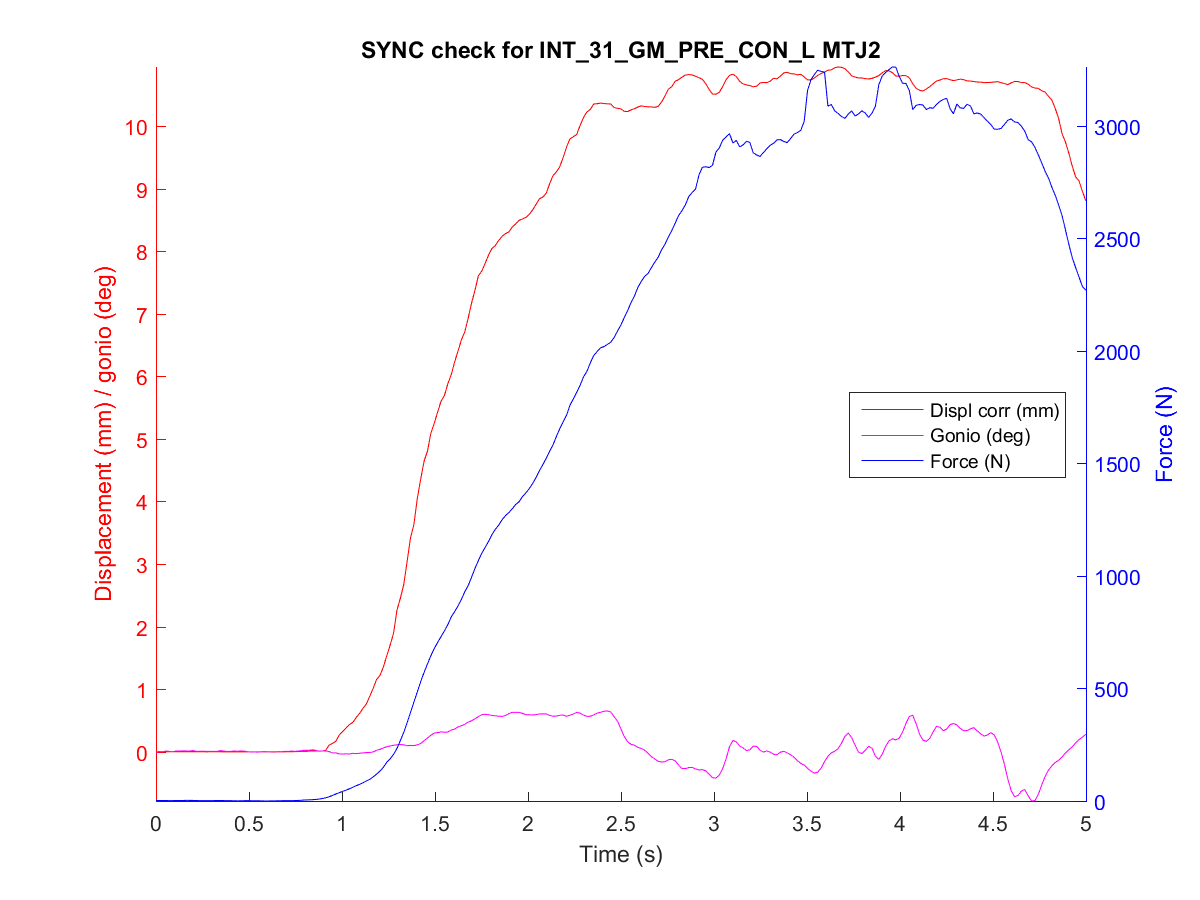 SYNC check for INT_31_GM_PRE_CON_L MTJ2
10
9
8
7
6
5
4
3
2
1
0
Displacement (mm) / gonio (deg)
3000
2500
2000
1500
1000
500
0
Force (N)
Displ corr (mm)
Gonio (deg)
Force (N)
0 0.5 1 1.5 2 2.5 3 3.5 4 4.5 5
Time (s)